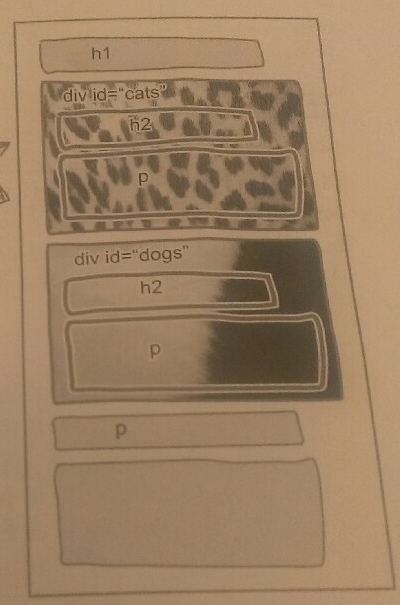 h1
div id="cats"
h2
p
div id="dogs"
h2
p
p